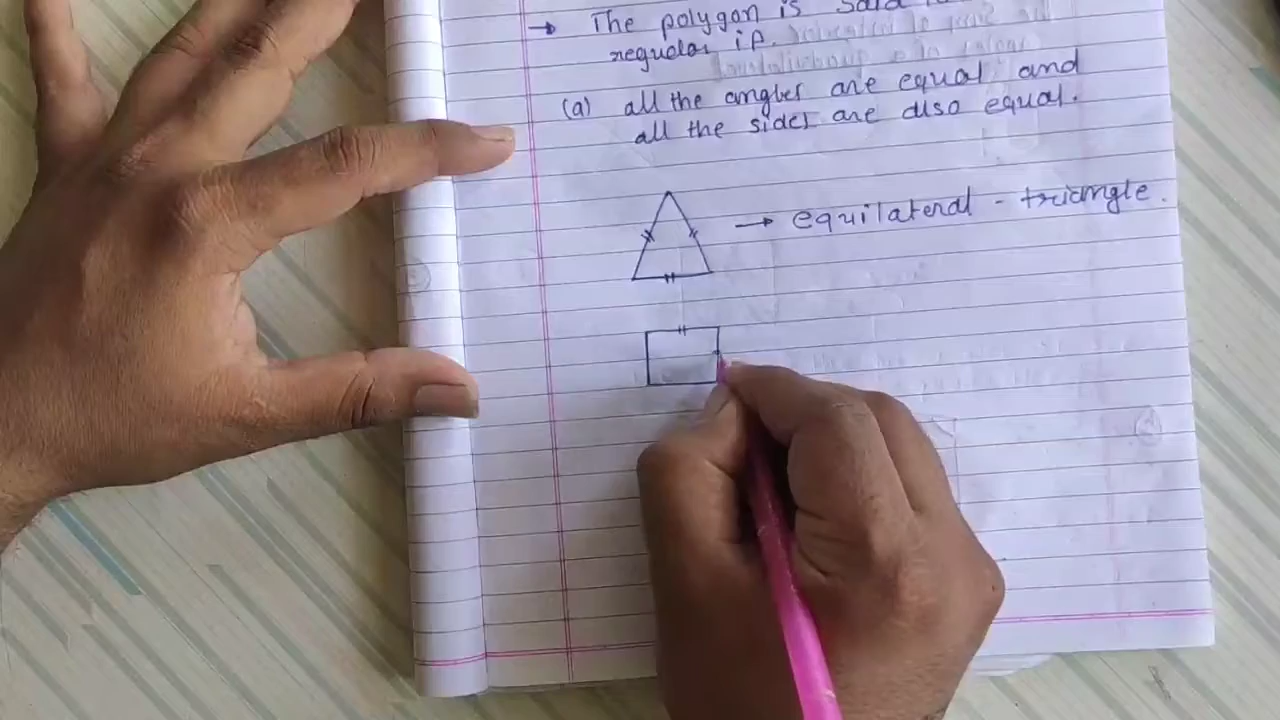 → The polygon is said
regular if.
(a) all the angles are equal and
all the sides are also equal.
→ equilateral - triangle.